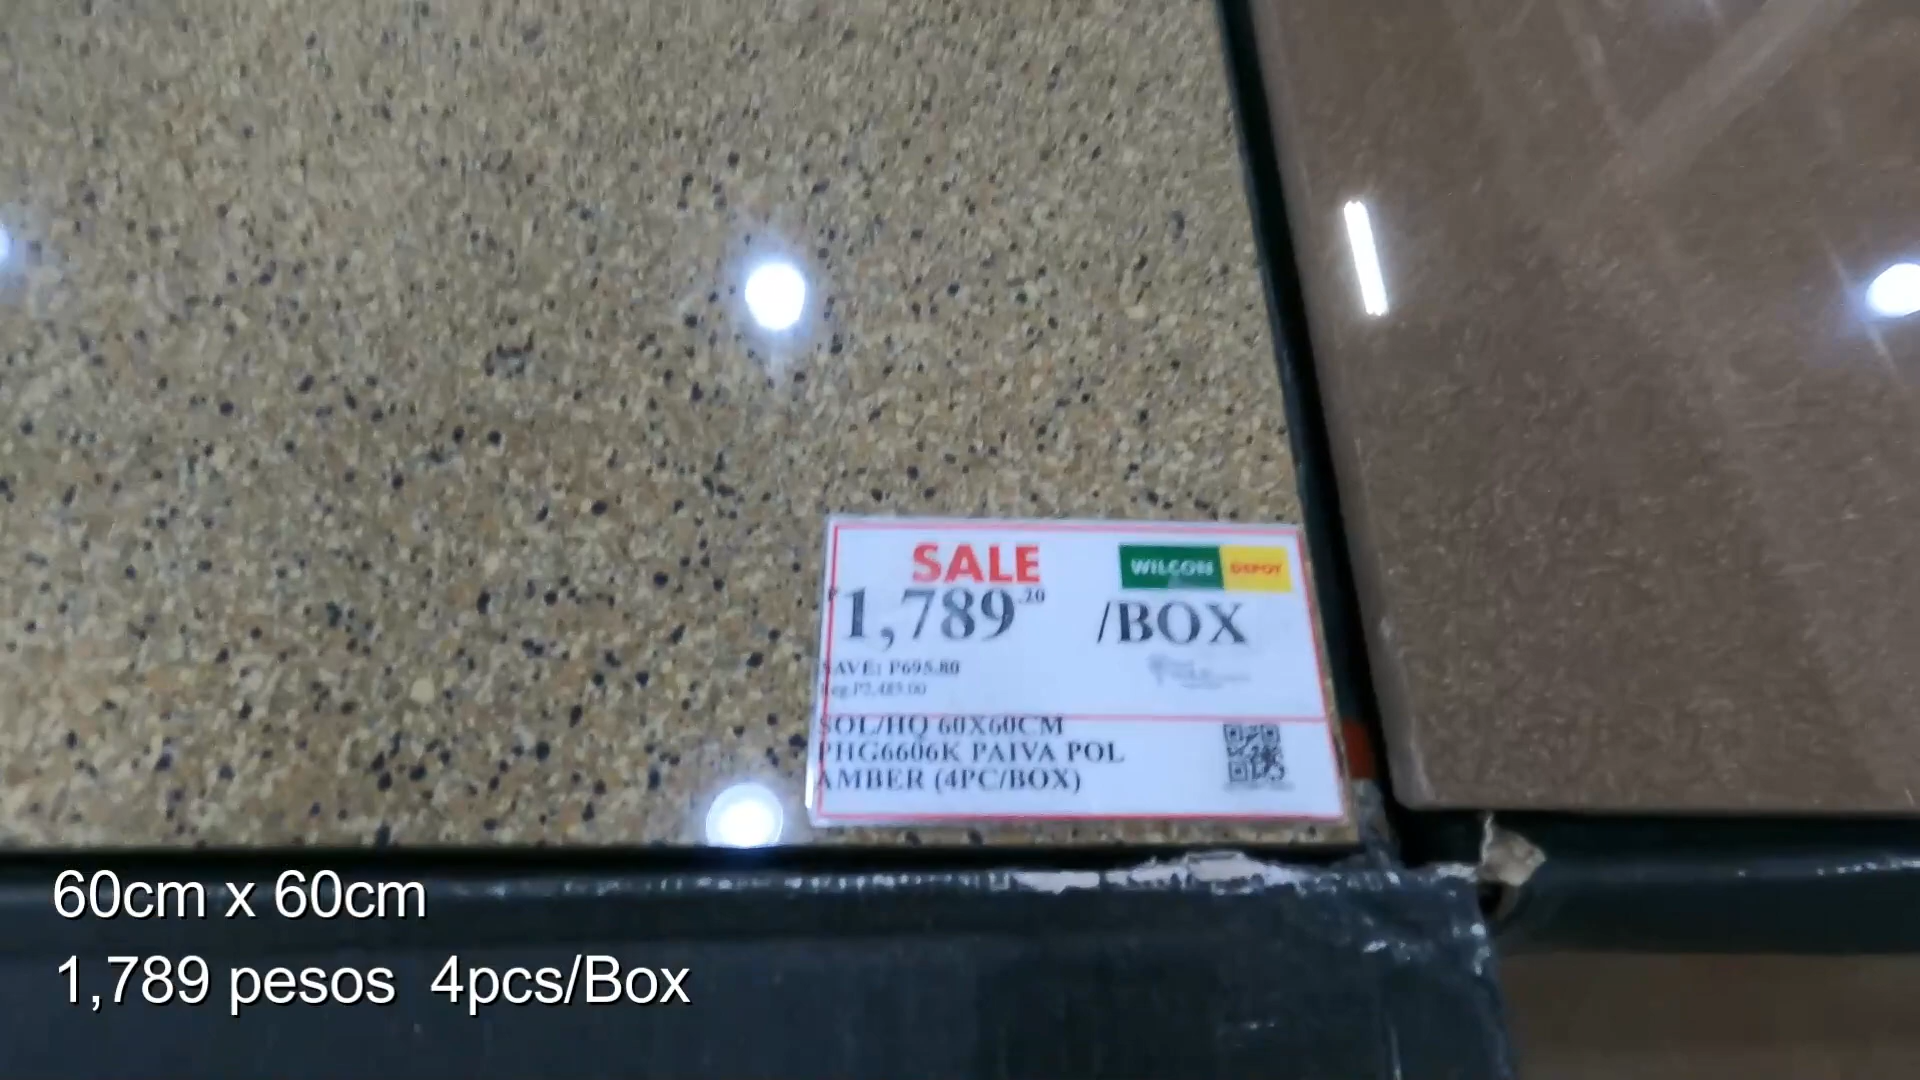 SALE
WILCON DEPOT
₱1,789.20 /BOX
SAVE: P695.80
Reg.P2,485.00
SOL/HQ 60X60CM
PHG6606K PAIVA POL
AMBER (4PC/BOX)
60cm x 60cm
1,789 pesos 4pcs/Box